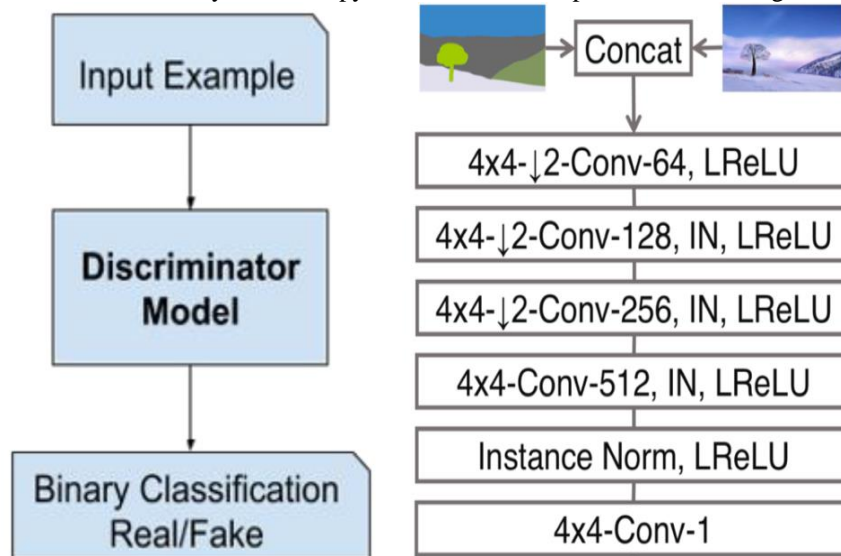 Input Example
Discriminator
Model
Binary Classification
Real/Fake
Concat
4x4-↓2-Conv-64, LReLU
4x4-↓2-Conv-128, IN, LReLU
4x4-↓2-Conv-256, IN, LReLU
4x4-Conv-512, IN, LReLU
Instance Norm, LReLU
4x4-Conv-1